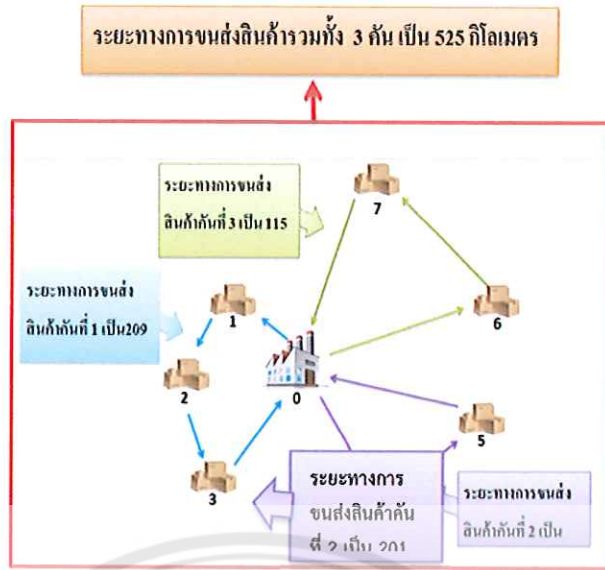 ระยะทางการขนส่งสินค้ารวมทั้ง 3 คัน เป็น 525 กิโลเมตร
ระยะทางการขนส่ง
สินค้าคันที่ 3 เป็น 115
7
ระยะทางการขนส่ง
สินค้าคันที่ 1 เป็น209
1
6
2
0
5
3
ระยะทางการ
ขนส่งสินค้าคัน
ที่ 2 เป็น 201
ระยะทางการขนส่ง
สินค้าคันที่ 2 เป็น